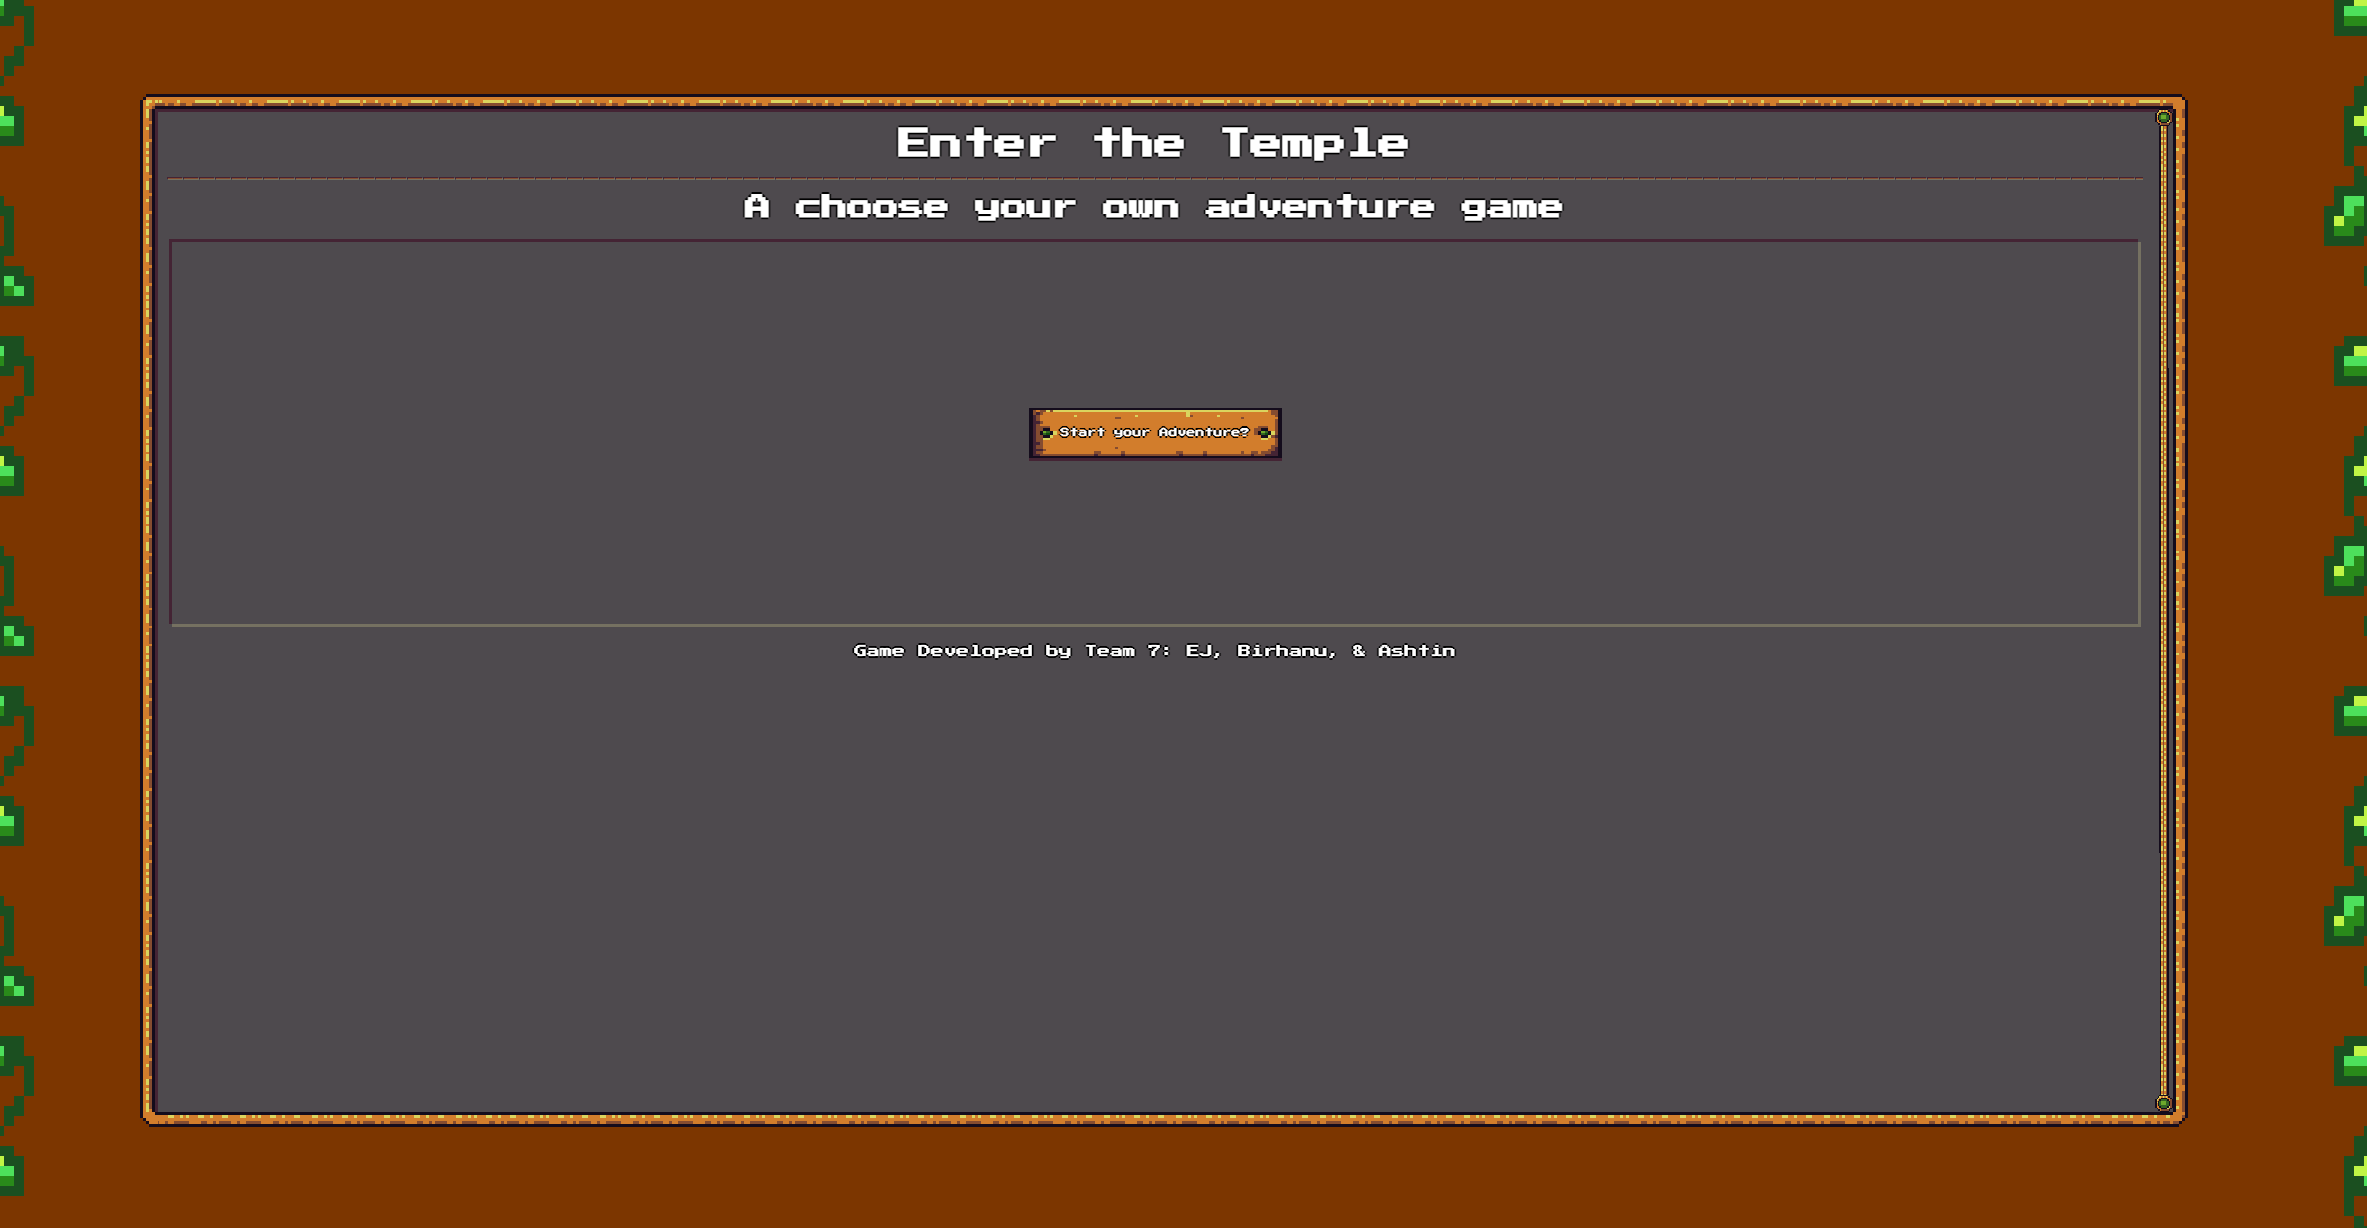 Enter the Temple
A choose your own adventure game
Start your Adventure?
Game Developed by Team 7: EJ, Birhanu, & Ashtin